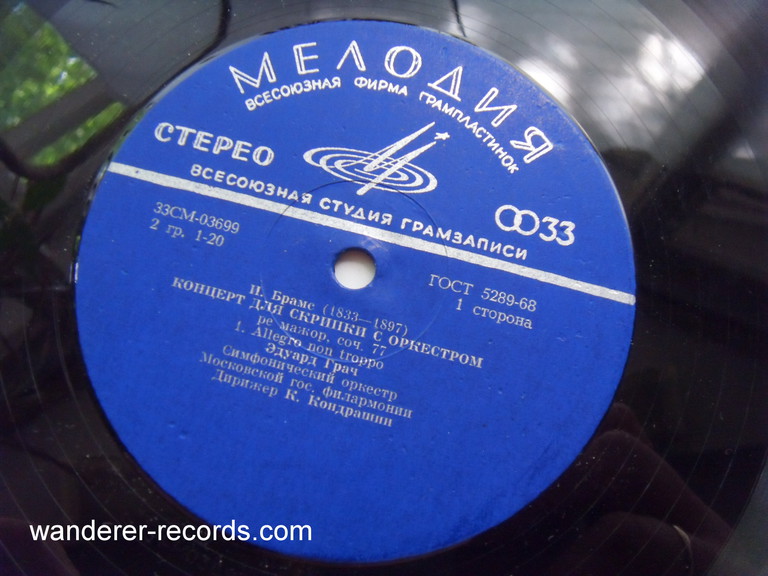 МЕЛОДИЯ
ВСЕСОЮЗНАЯ ФИРМА ГРАМПЛАСТИНОК
СТЕРЕО
ВСЕСОЮЗНАЯ СТУДИЯ ГРАМЗАПИСИ
33
33СМ-03699
2 гр. 1-20
ГОСТ 5289-68
1 сторона
И. Брамс (1833—1897)
КОНЦЕРТ ДЛЯ СКРИПКИ С ОРКЕСТРОМ
ре мажор, соч. 77
1. Allegro non troppo
Эдуард Грач
Симфонический оркестр
Московской гос. филармонии
Дирижер К. Кондрашин
wanderer-records.com